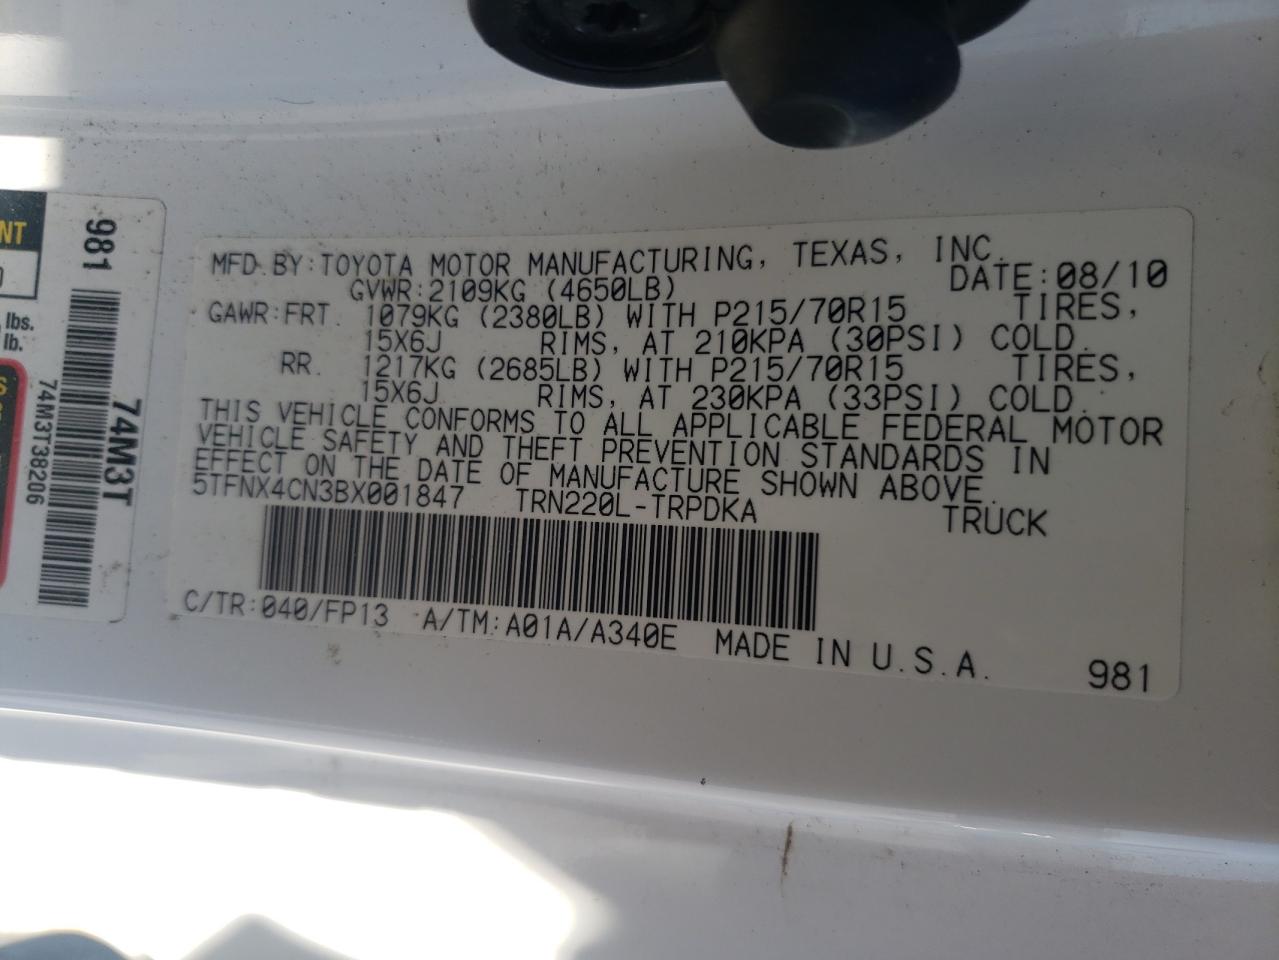 MFD. BY: TOYOTA MOTOR MANUFACTURING, TEXAS, INC.
GVWR: 2109KG (4650LB) DATE: 08/10
GAWR: FRT. 1079KG (2380LB) WITH P215/70R15 TIRES,
15X6J RIMS, AT 210KPA (30PSI) COLD.
RR. 1217KG (2685LB) WITH P215/70R15 TIRES,
15X6J RIMS, AT 230KPA (33PSI) COLD.
THIS VEHICLE CONFORMS TO ALL APPLICABLE FEDERAL MOTOR
VEHICLE SAFETY AND THEFT PREVENTION STANDARDS IN
EFFECT ON THE DATE OF MANUFACTURE SHOWN ABOVE.
5TFNX4CN3BX001847 TRN220L-TRPDKA TRUCK
C/TR: 040/FP13 A/TM: A01A/A340E MADE IN U.S.A. 981
981
74M3T
74M3T38206
lbs.
lb.